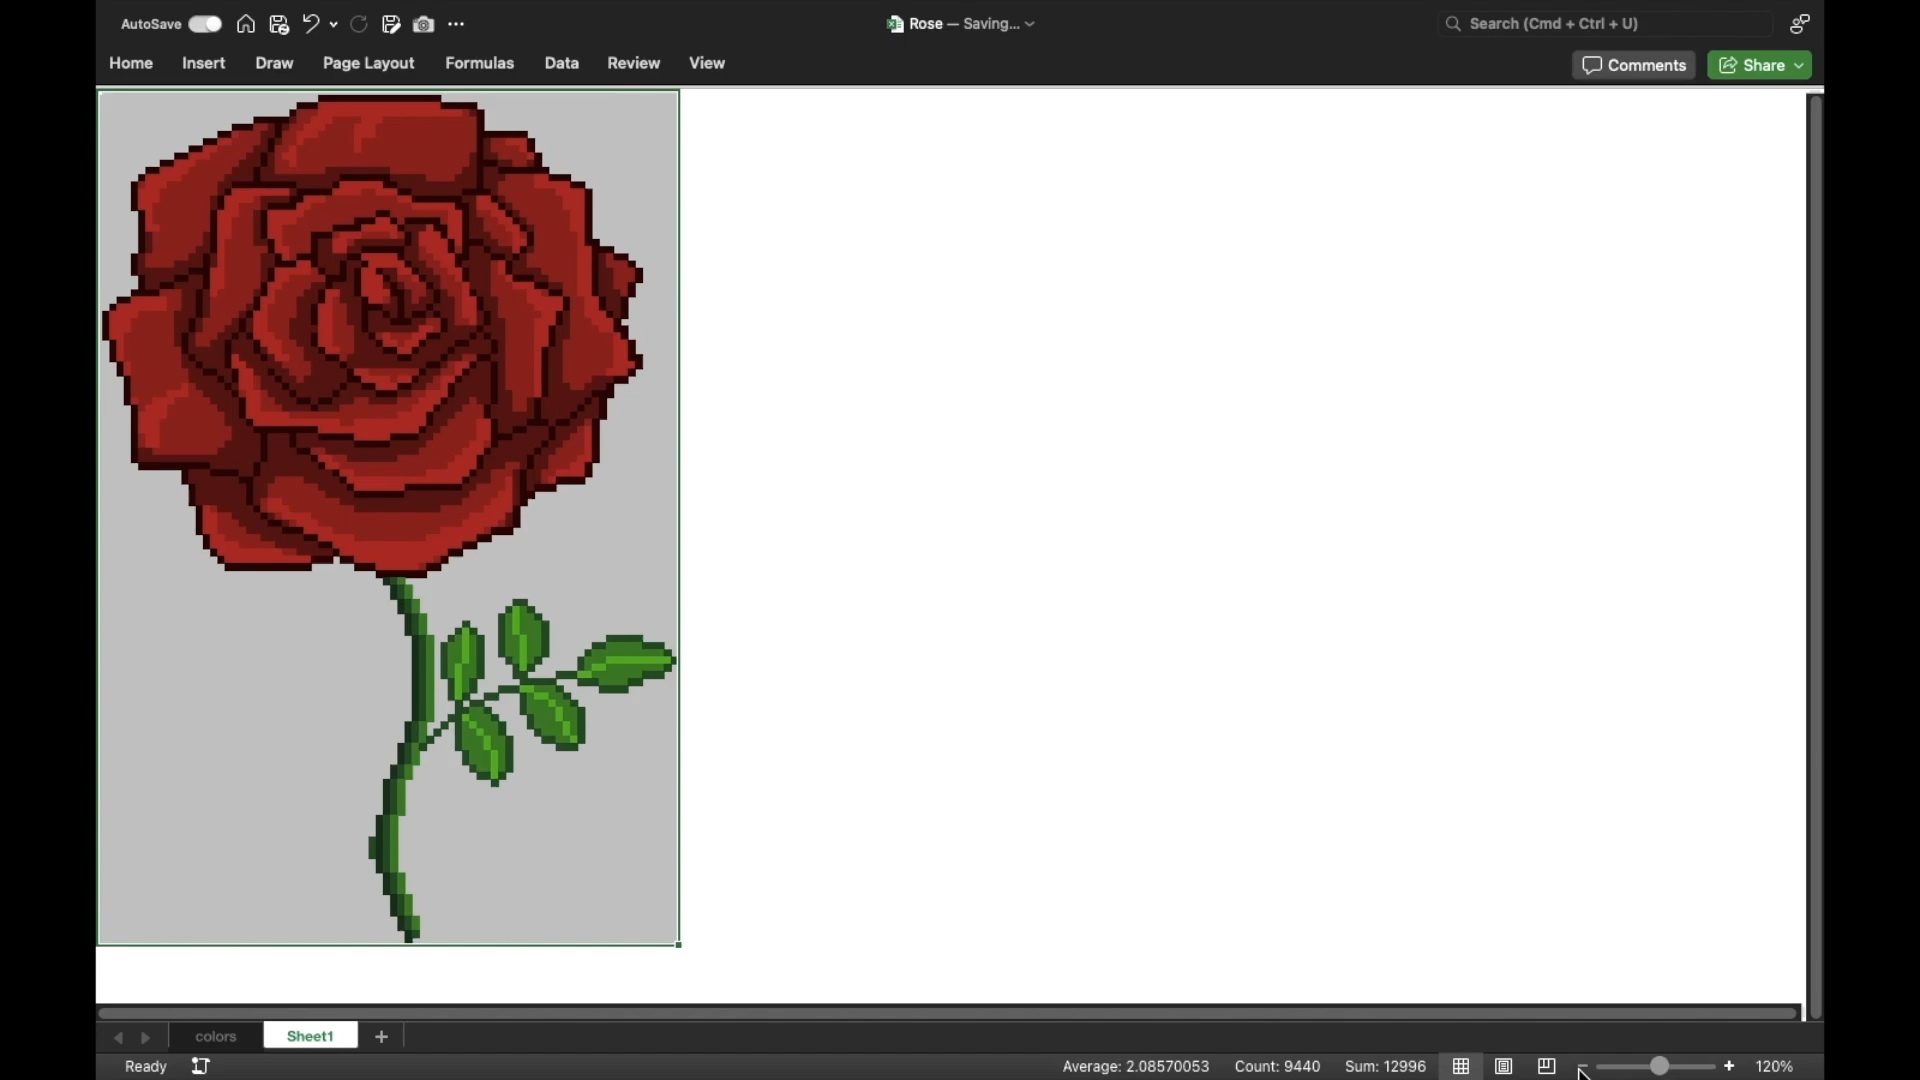 AutoSave
Rose — Saving...
Search (Cmd + Ctrl + U)
Home Insert Draw Page Layout Formulas Data Review View
Comments Share
colors Sheet1
Ready
Average: 2.08570053 Count: 9440 Sum: 12996 120%